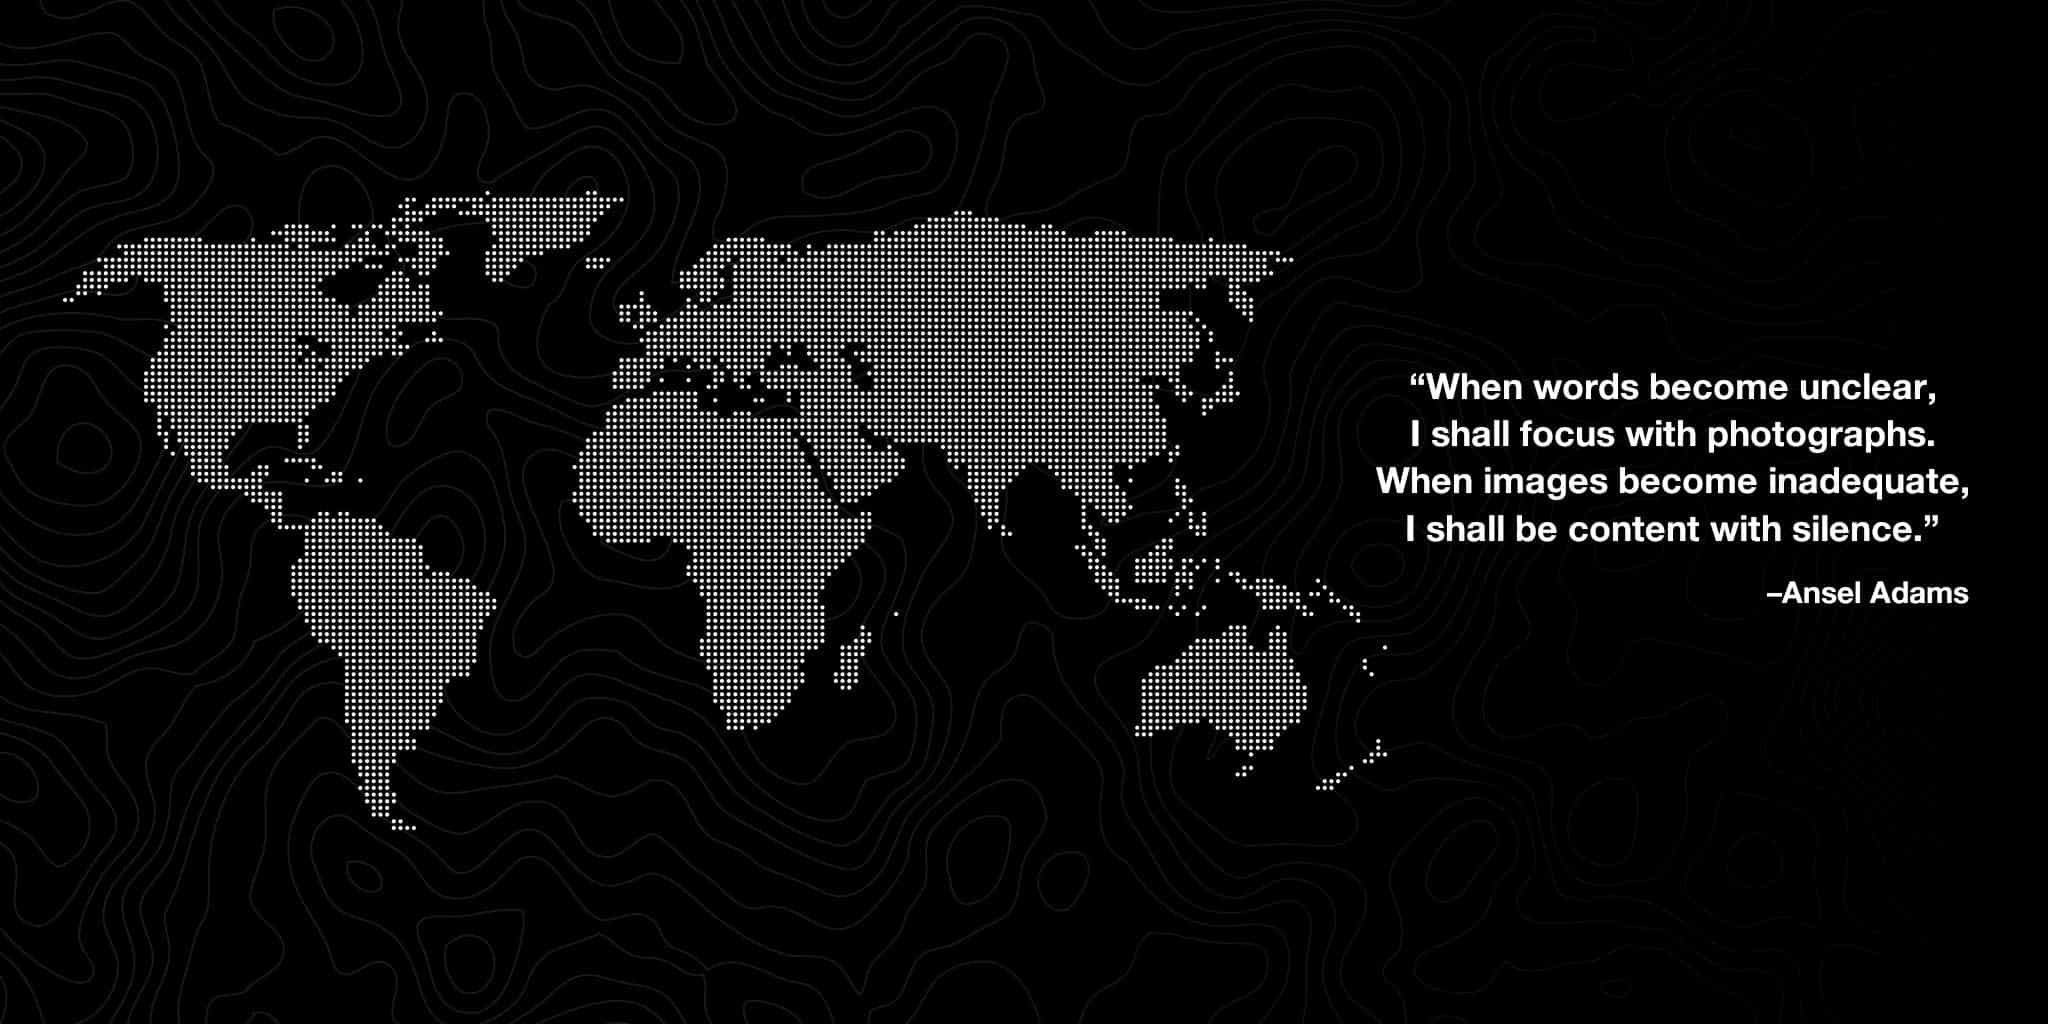 “When words become unclear,
I shall focus with photographs.
When images become inadequate,
I shall be content with silence.”
–Ansel Adams